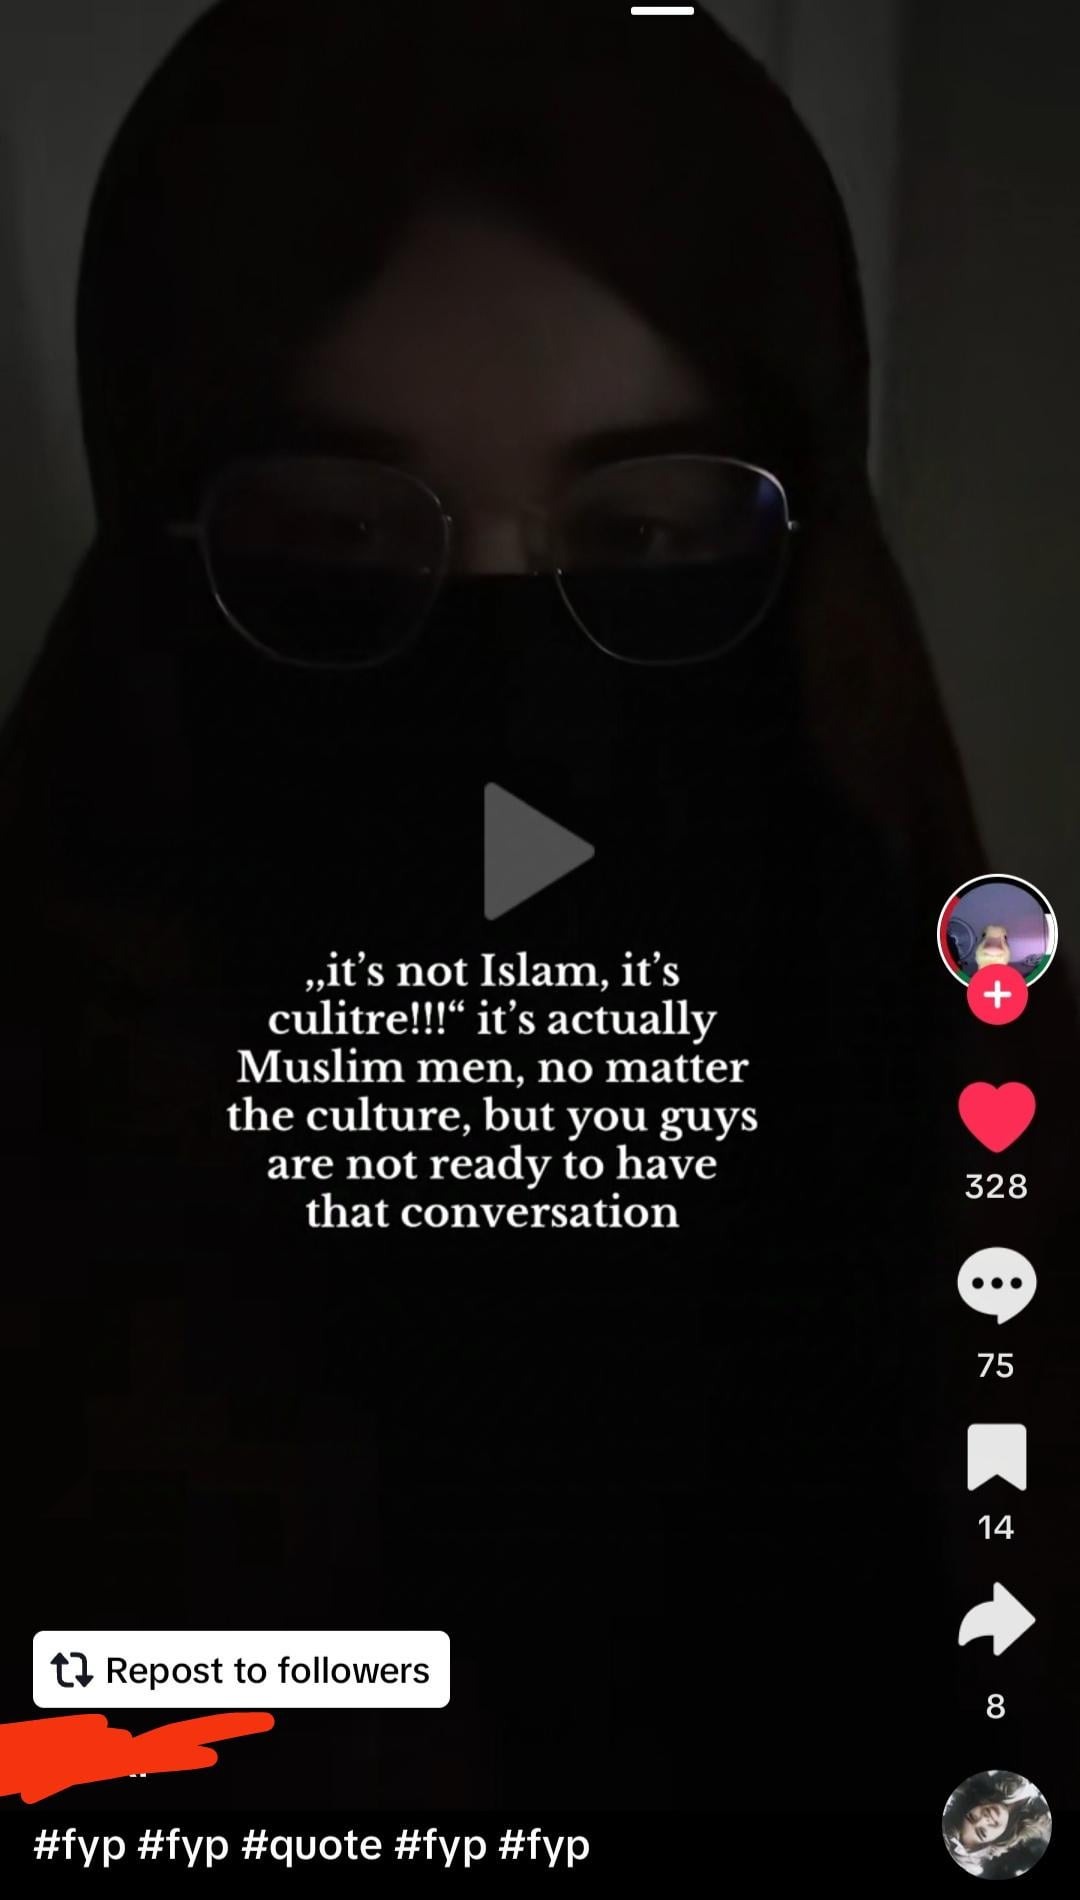 „it’s not Islam, it’s
culitre!!!“ it’s actually
Muslim men, no matter
the culture, but you guys
are not ready to have
that conversation
328
75
14
8
Repost to followers
#fyp #fyp #quote #fyp #fyp